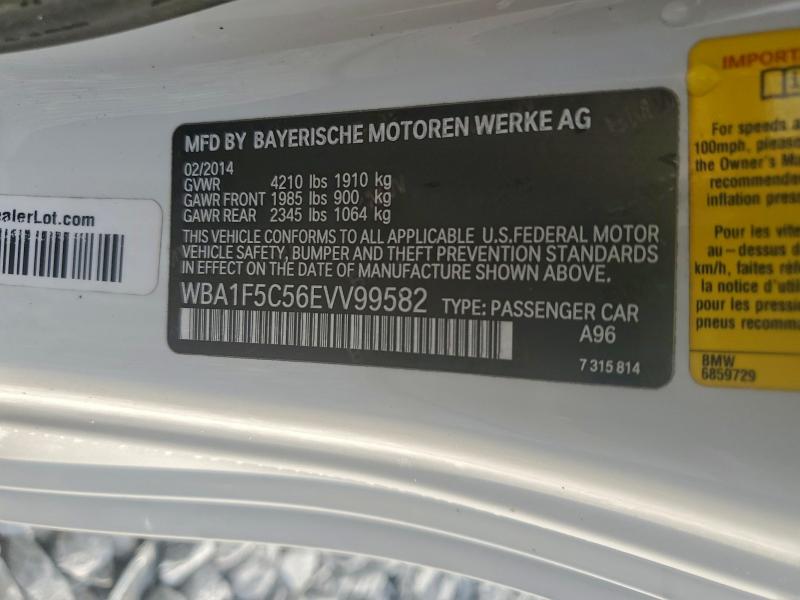 MFD BY BAYERISCHE MOTOREN WERKE AG
02/2014
GVWR 4210 lbs 1910 kg
GAWR FRONT 1985 lbs 900 kg
GAWR REAR 2345 lbs 1064 kg
THIS VEHICLE CONFORMS TO ALL APPLICABLE U.S.FEDERAL MOTOR
VEHICLE SAFETY, BUMPER AND THEFT PREVENTION STANDARDS
IN EFFECT ON THE DATE OF MANUFACTURE SHOWN ABOVE.
WBA1F5C56EVV99582 TYPE: PASSENGER CAR
A96
7 315 814
alerLot.com
IMPORT
For speeds a
100mph, please
the Owner's Ma
recommende
inflation press
Pour les vite
au-dessus d
km/h, faites
la notice d'
pour les pression
pneus recomma
BMW
6859729